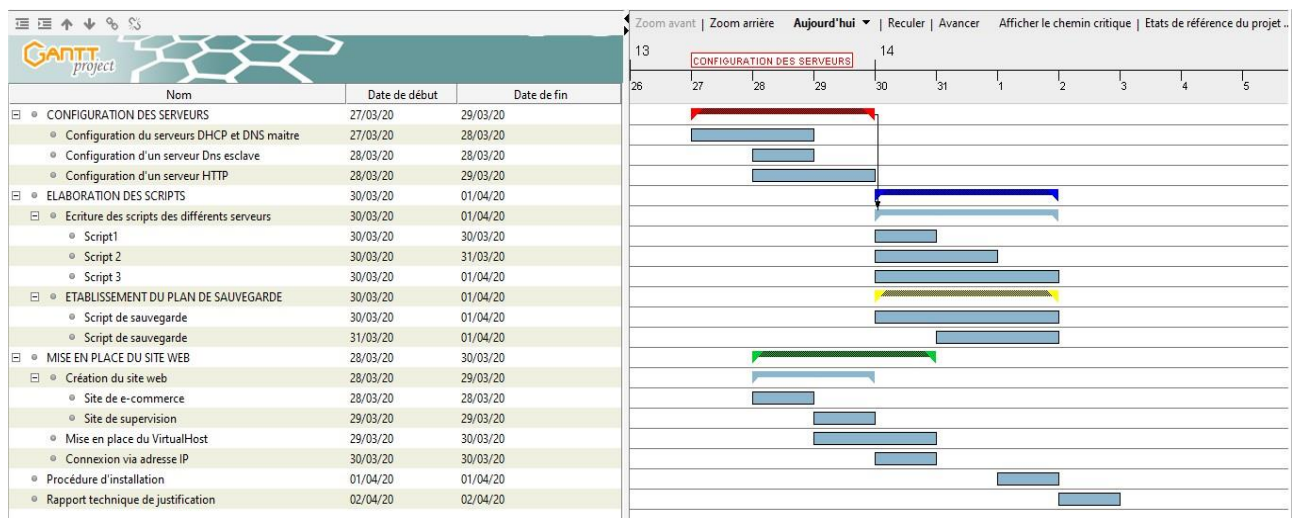 Zoom avant | Zoom arrière Aujourd'hui | Reculer | Avancer Afficher le chemin critique | Etats de référence du projet ..
GANTT project
13 14
CONFIGURATION DES SERVEURS
26 27 28 29 30 31 1 2 3 4 5
Nom Date de début Date de fin
CONFIGURATION DES SERVEURS 27/03/20 29/03/20
Configuration du serveurs DHCP et DNS maitre 27/03/20 28/03/20
Configuration d'un serveur Dns esclave 28/03/20 28/03/20
Configuration d'un serveur HTTP 28/03/20 29/03/20
ELABORATION DES SCRIPTS 30/03/20 01/04/20
Ecriture des scripts des différents serveurs 30/03/20 01/04/20
Script1 30/03/20 30/03/20
Script 2 30/03/20 31/03/20
Script 3 30/03/20 01/04/20
ETABLISSEMENT DU PLAN DE SAUVEGARDE 30/03/20 01/04/20
Script de sauvegarde 30/03/20 01/04/20
Script de sauvegarde 31/03/20 01/04/20
MISE EN PLACE DU SITE WEB 28/03/20 30/03/20
Création du site web 28/03/20 29/03/20
Site de e-commerce 28/03/20 28/03/20
Site de supervision 29/03/20 29/03/20
Mise en place du VirtualHost 29/03/20 30/03/20
Connexion via adresse IP 30/03/20 30/03/20
Procédure d'installation 01/04/20 01/04/20
Rapport technique de justification 02/04/20 02/04/20